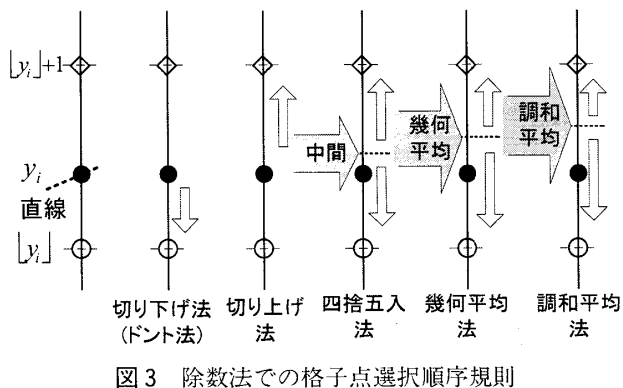 ⌊yᵢ⌋+1
yᵢ
直線
⌊yᵢ⌋
中間
幾何
平均
調和
平均
切り下げ法
(ドント法)
切り上げ
法
四捨五入
法
幾何平均
法
調和平均
法
図3 除数法での格子点選択順序規則